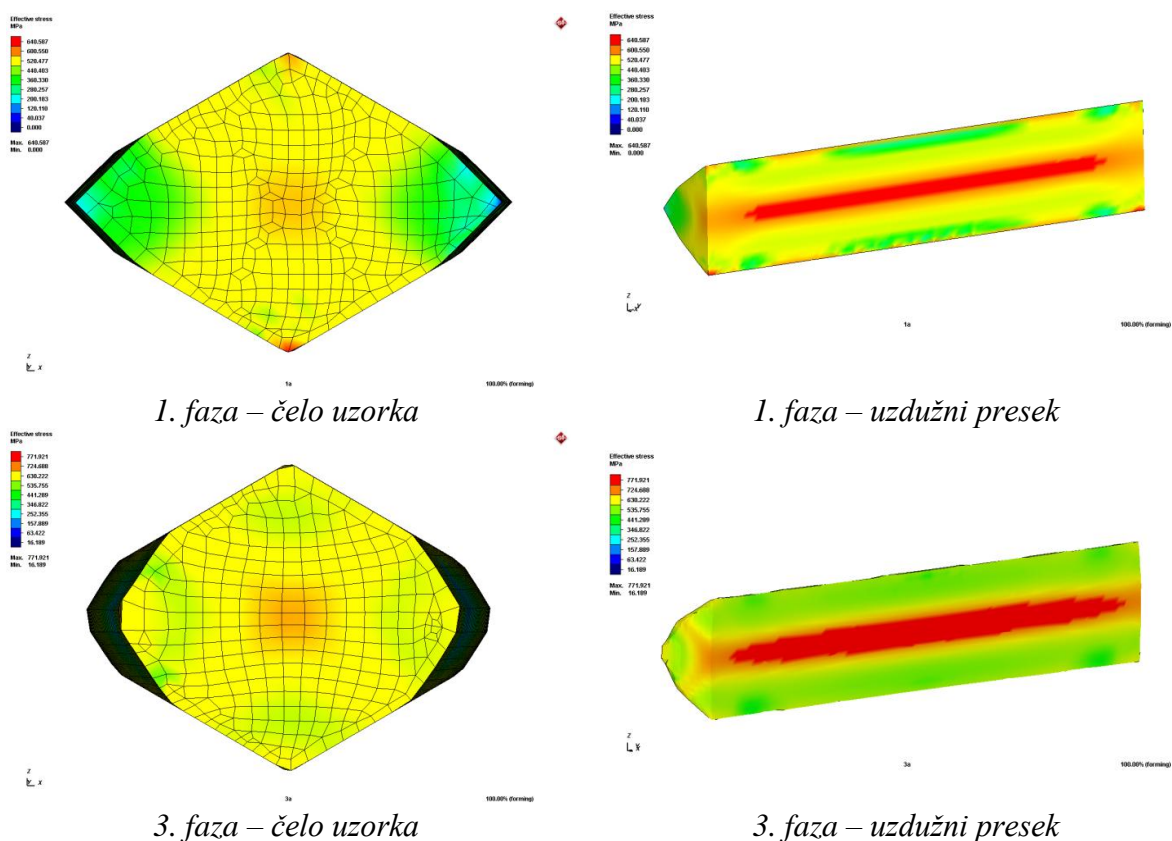 Effective stress
MPa
640.587
600.550
520.477
440.403
360.330
280.257
200.183
120.110
40.037
0.000
Max. 640.587
Min. 0.000
Z
X
1a
100.00% (forming)
Effective stress
MPa
640.587
600.550
520.477
440.403
360.330
280.257
200.183
120.110
40.037
0.000
Max. 640.587
Min. 0.000
Z
1a
100.00% (forming)
1. faza – čelo uzorka
1. faza – uzdužni presek
Effective stress
MPa
771.921
724.688
630.222
535.755
441.289
346.822
252.355
157.889
63.422
16.189
Max. 771.921
Min. 16.189
Z
X
3a
100.00% (forming)
Effective stress
MPa
771.921
724.688
630.222
535.755
441.289
346.822
252.355
157.889
63.422
16.189
Max. 771.921
Min. 16.189
Z
3a
100.00% (forming)
3. faza – čelo uzorka
3. faza – uzdužni presek